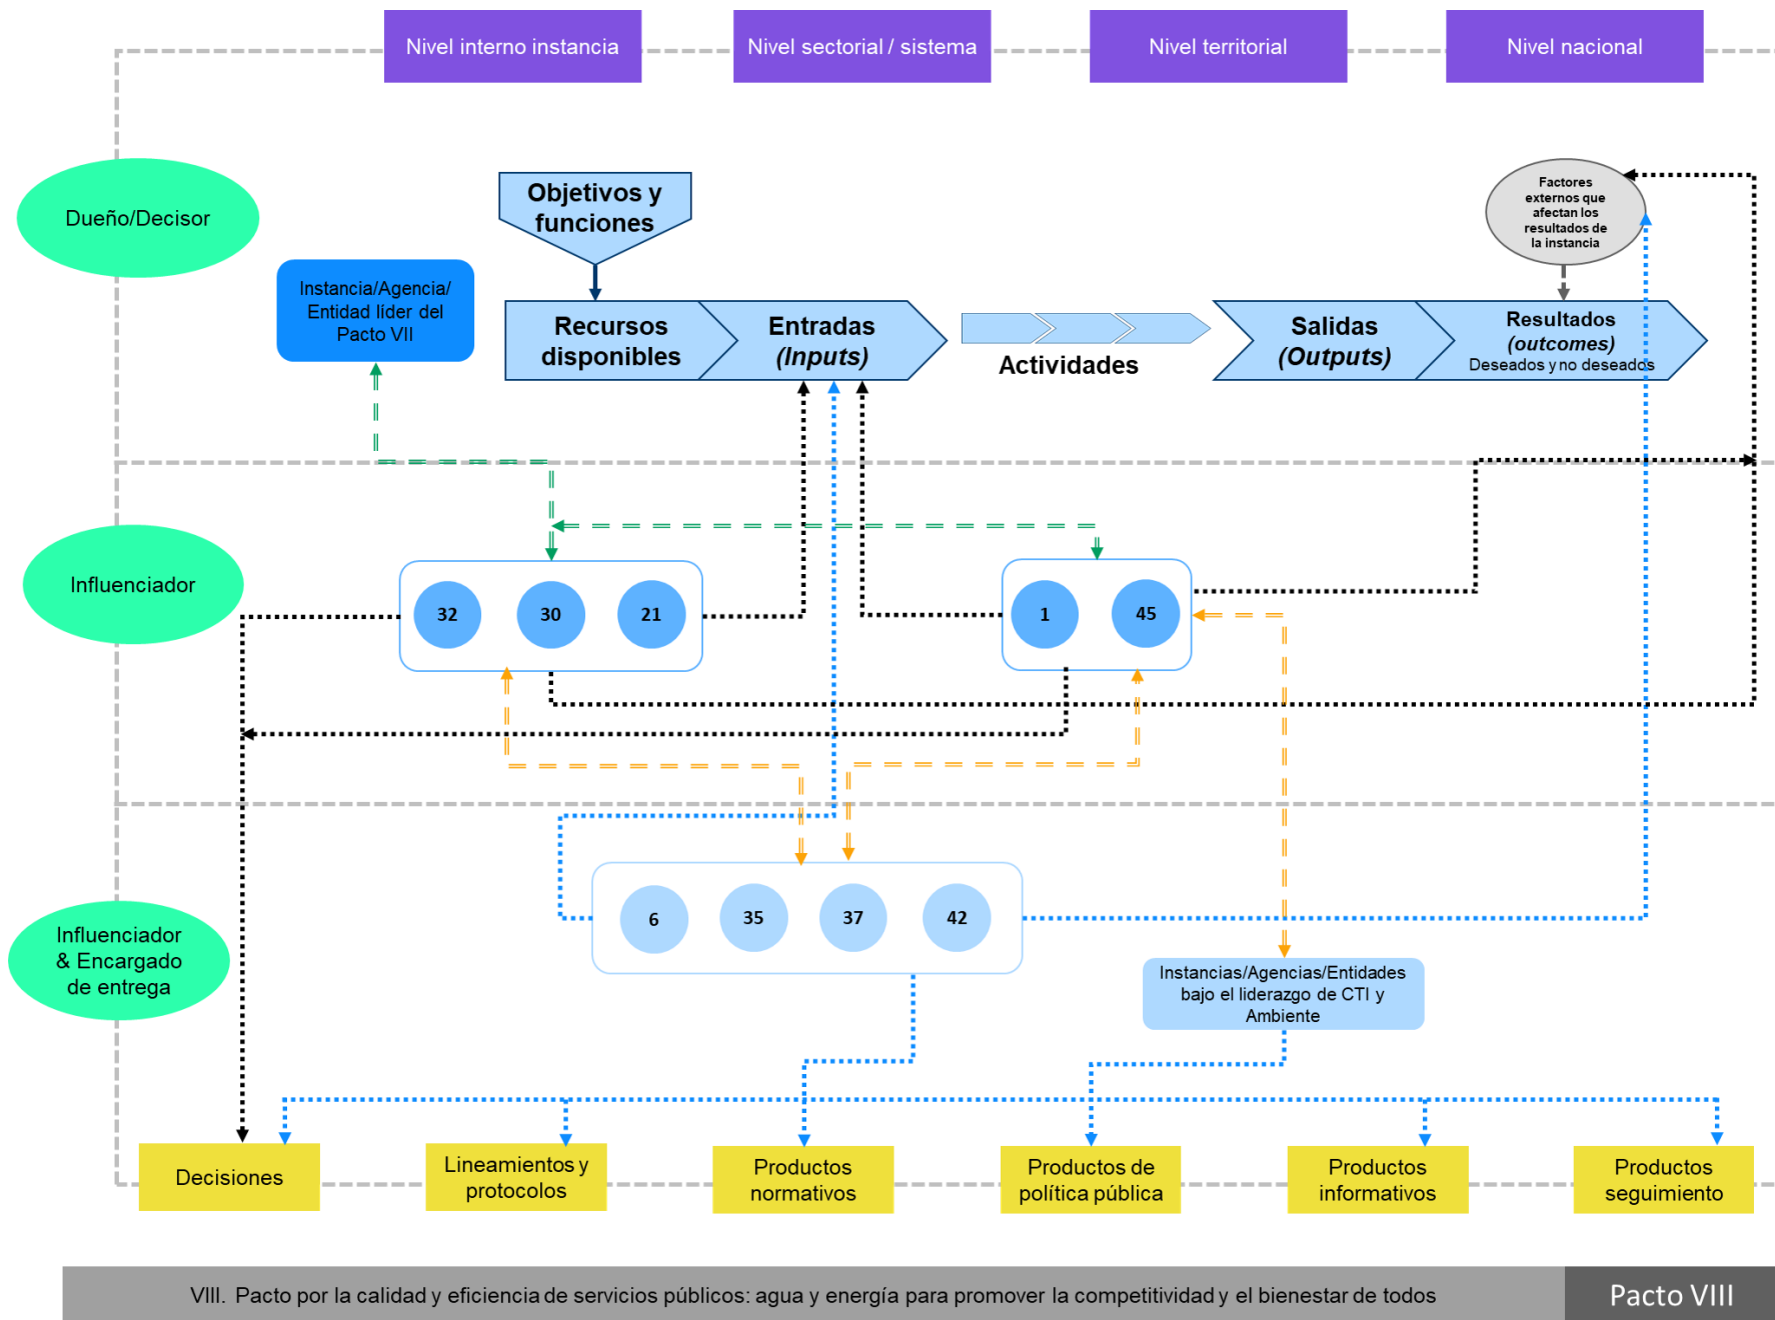 Nivel interno instancia
Nivel sectorial / sistema
Nivel territorial
Nivel nacional
Dueño/Decisor
Objetivos y
funciones
Factores
externos que
afectan los
resultados de
la instancia
Instancia/Agencia/
Entidad líder del
Pacto VII
Recursos
disponibles
Entradas
(Inputs)
Actividades
Salidas
(Outputs)
Resultados
(outcomes)
Deseados y no deseados
Influenciador
32
30
21
1
45
Influenciador
& Encargado
de entrega
6
35
37
42
Instancias/Agencias/Entidades
bajo el liderazgo de CTI y
Ambiente
Decisiones
Lineamientos y
protocolos
Productos
normativos
Productos de
política pública
Productos
informativos
Productos
seguimiento
VIII. Pacto por la calidad y eficiencia de servicios públicos: agua y energía para promover la competitividad y el bienestar de todos
Pacto VIII